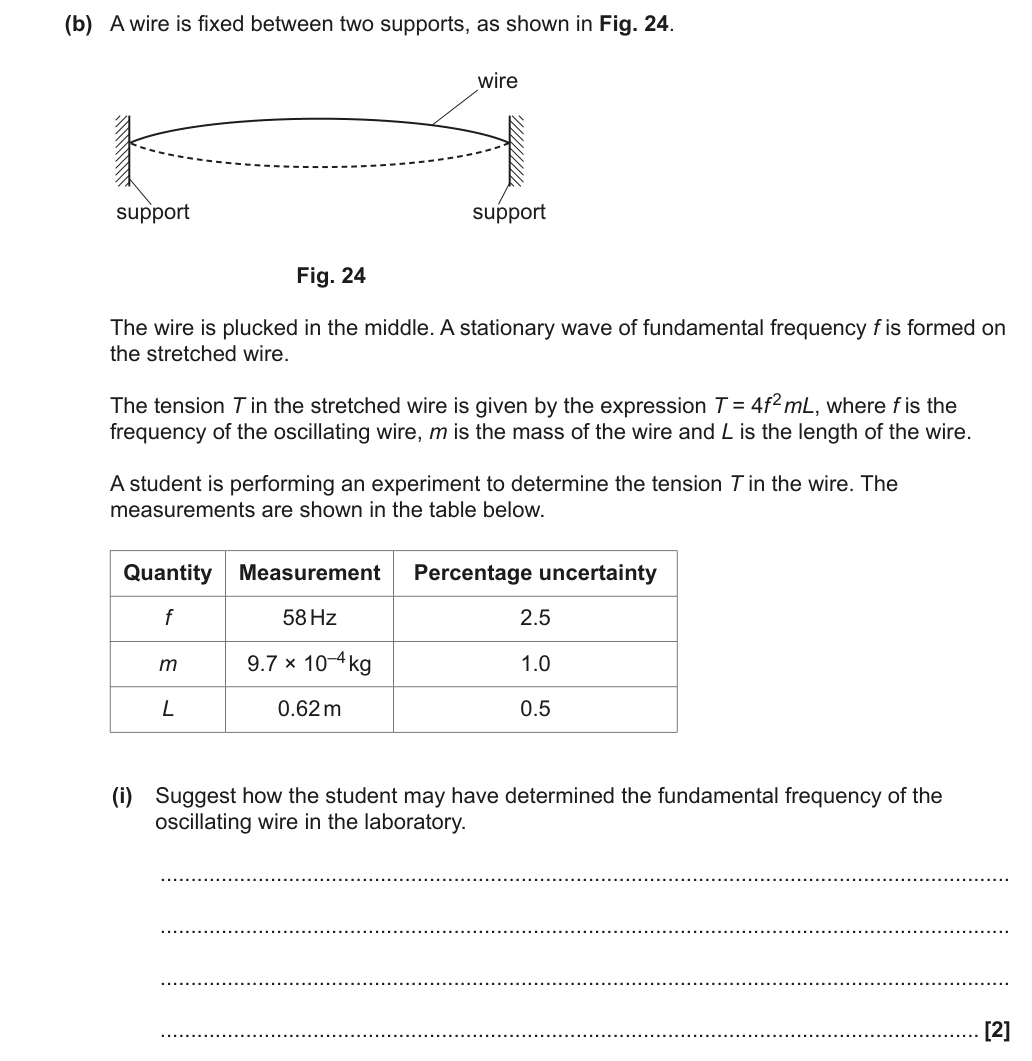 (b) A wire is fixed between two supports, as shown in Fig. 24.
wire
support support
Fig. 24
The wire is plucked in the middle. A stationary wave of fundamental frequency f is formed on
the stretched wire.
The tension T in the stretched wire is given by the expression T = 4f²mL, where f is the
frequency of the oscillating wire, m is the mass of the wire and L is the length of the wire.
A student is performing an experiment to determine the tension T in the wire. The
measurements are shown in the table below.
Quantity Measurement Percentage uncertainty
f 58 Hz 2.5
m 9.7 × 10⁻⁴ kg 1.0
L 0.62 m 0.5
(i) Suggest how the student may have determined the fundamental frequency of the
oscillating wire in the laboratory.
[2]